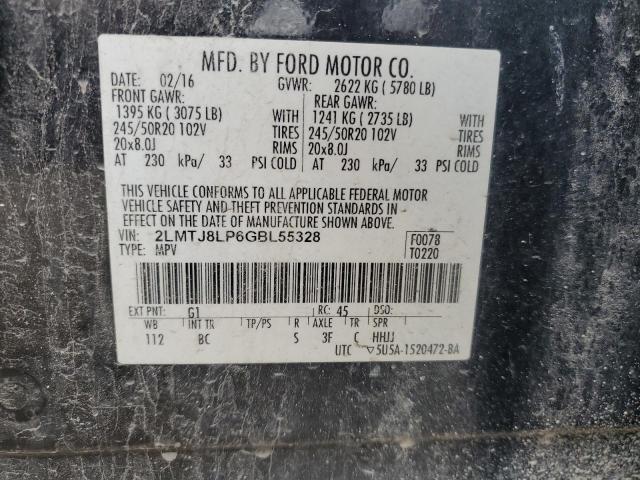 MFD. BY FORD MOTOR CO.
DATE: 02/16 GVWR: 2622 KG ( 5780 LB)
FRONT GAWR: REAR GAWR:
1395 KG ( 3075 LB) WITH 1241 KG ( 2735 LB) WITH
245/50R20 102V TIRES 245/50R20 102V TIRES
20x8.0J RIMS 20x8.0J RIMS
AT 230 kPa/ 33 PSI COLD AT 230 kPa/ 33 PSI COLD
THIS VEHICLE CONFORMS TO ALL APPLICABLE FEDERAL MOTOR
VEHICLE SAFETY AND THEFT PREVENTION STANDARDS IN
EFFECT ON THE DATE OF MANUFACTURE SHOWN ABOVE.
VIN: 2LMTJ8LP6GBL55328 F0078
TYPE: MPV T0220
EXT PNT: G1 RC: 45 DSO:
WB INT TR TP/PS R AXLE TR SPR
112 BC S 3F C HHJJ
UTC 5U5A-1520472-BA